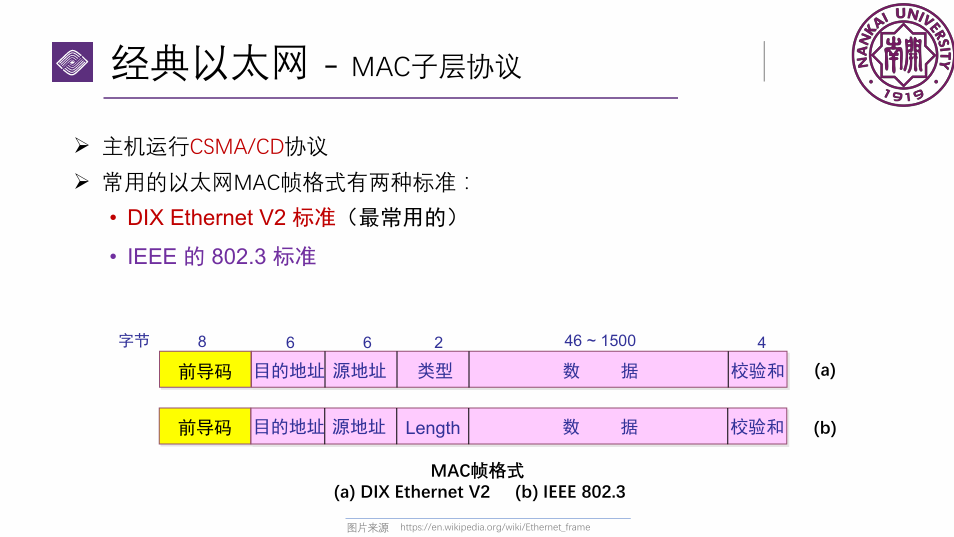 经典以太网 - MAC子层协议
NANKAI UNIVERSITY
南開
1919
主机运行CSMA/CD协议
常用的以太网MAC帧格式有两种标准：
• DIX Ethernet V2 标准（最常用的）
• IEEE 的 802.3 标准
字节 8 6 6 2 46 ~ 1500 4
前导码 目的地址 源地址 类型 数 据 校验和 (a)
前导码 目的地址 源地址 Length 数 据 校验和 (b)
MAC帧格式
(a) DIX Ethernet V2 (b) IEEE 802.3
图片来源 https://en.wikipedia.org/wiki/Ethernet_frame